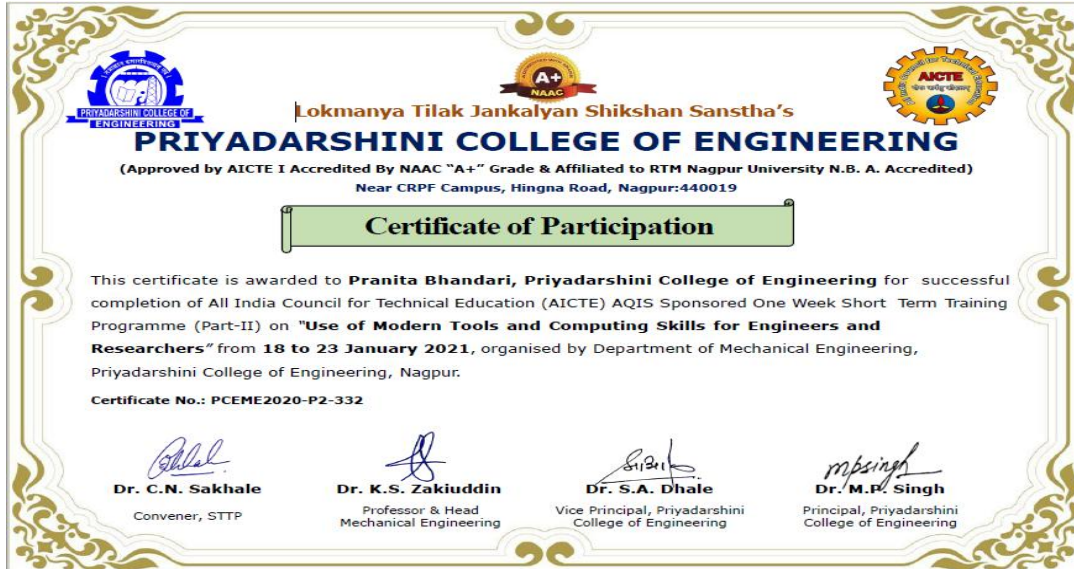 PRIYADARSHINI COLLEGE OF
ENGINEERING
A+
NAAC
All India Council for Technical Education
AICTE
Lokmanya Tilak Jankalyan Shikshan Sanstha's
PRIYADARSHINI COLLEGE OF ENGINEERING
(Approved by AICTE I Accredited By NAAC "A+" Grade & Affiliated to RTM Nagpur University N.B. A. Accredited)
Near CRPF Campus, Hingna Road, Nagpur:440019
Certificate of Participation
This certificate is awarded to Pranita Bhandari, Priyadarshini College of Engineering for successful
completion of All India Council for Technical Education (AICTE) AQIS Sponsored One Week Short Term Training
Programme (Part-II) on "Use of Modern Tools and Computing Skills for Engineers and
Researchers" from 18 to 23 January 2021, organised by Department of Mechanical Engineering,
Priyadarshini College of Engineering, Nagpur.
Certificate No.: PCEME2020-P2-332
mpsingh
Dr. C.N. Sakhale Dr. K.S. Zakiuddin Dr. S.A. Dhale Dr. M.P. Singh
Convener, STTP Professor & Head Vice Principal, Priyadarshini Principal, Priyadarshini
Mechanical Engineering College of Engineering College of Engineering